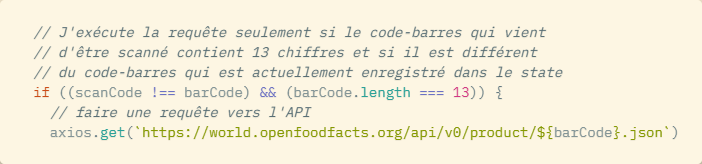 // J'exécute la requête seulement si le code-barres qui vient
// d'être scanné contient 13 chiffres et si il est différent
// du code-barres qui est actuellement enregistré dans le state
if ((scanCode !== barCode) && (barCode.length === 13)) {
// faire une requête vers l'API
axios.get(`https://world.openfoodfacts.org/api/v0/product/${barCode}.json`)